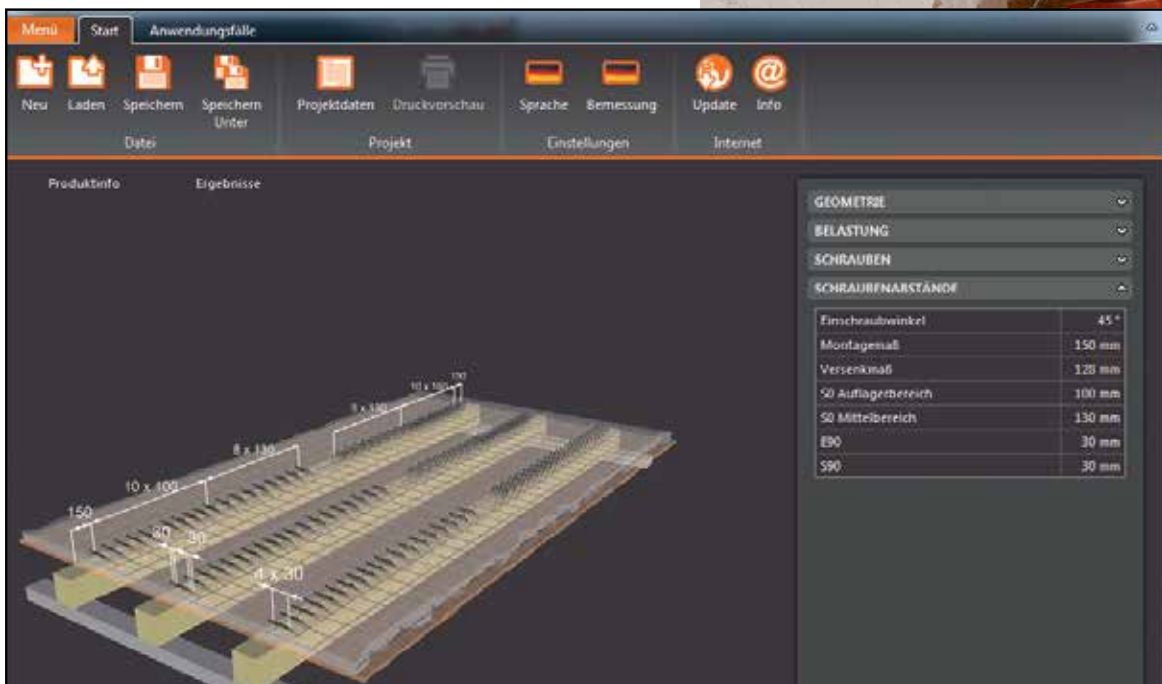 Menü Start Anwendungsfälle
Neu Laden Speichern Speichern Unter Projektdaten Druckvorschau Sprache Bemessung Update Info
Datei Projekt Einstellungen Internet
Produktinfo Ergebnisse
GEOMETRIE
BELASTUNG
SCHRAUBEN
SCHRAUBENABSTÄNDE
Einschraubwinkel 45 °
Montagemaß 150 mm
Versenkmaß 128 mm
S0 Auflagerbereich 100 mm
S0 Mittelbereich 130 mm
E90 30 mm
S90 30 mm
150
10 x 100
8 x 130
8 x 130
10 x 100
150
30
30
4 x 30